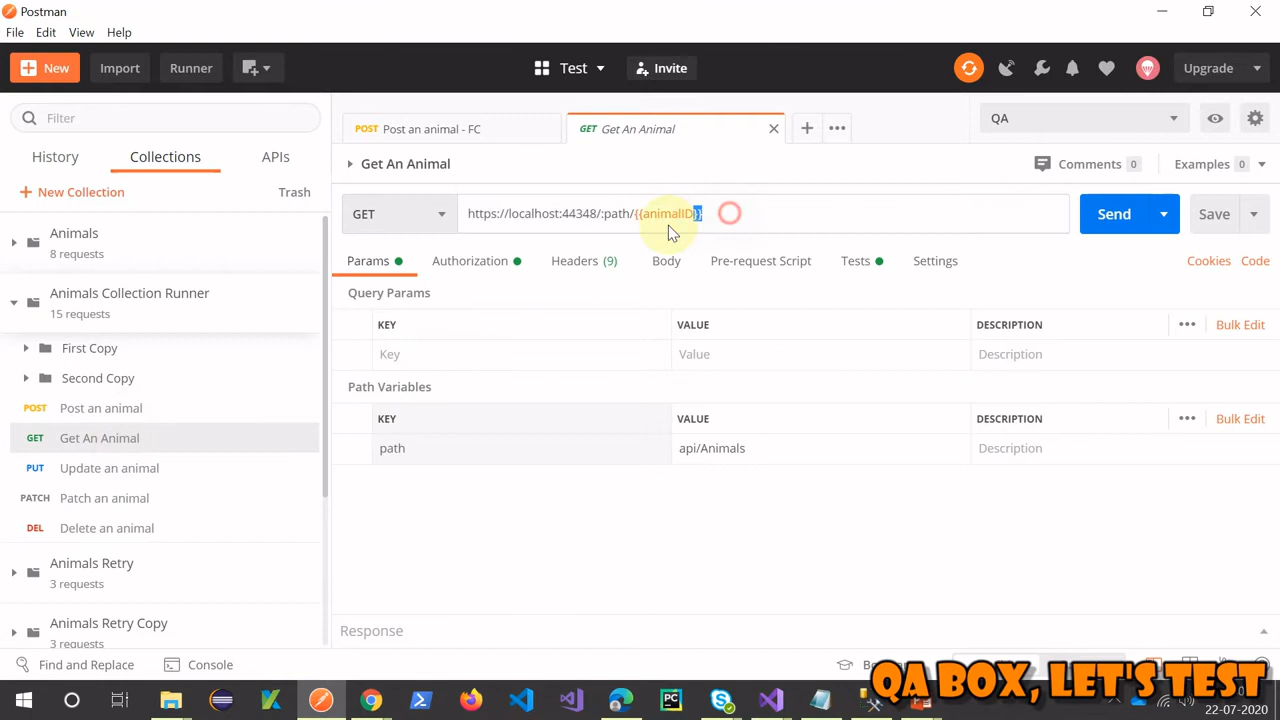 Postman
File Edit View Help
New Import Runner Test Invite Upgrade
Filter
History Collections APIs
New Collection Trash
Animals
8 requests
Animals Collection Runner
15 requests
First Copy
Second Copy
POST Post an animal
GET Get An Animal
PUT Update an animal
PATCH Patch an animal
DEL Delete an animal
Animals Retry
3 requests
Animals Retry Copy
3 requests
POST Post an animal - FC GET Get An Animal QA
Get An Animal Comments 0 Examples 0
GET https://localhost:44348/:path/{{animalID}} Send Save
Params Authorization Headers (9) Body Pre-request Script Tests Settings Cookies Code
Query Params
KEY VALUE DESCRIPTION Bulk Edit
Key Value Description
Path Variables
KEY VALUE DESCRIPTION Bulk Edit
path api/Animals Description
Response
Find and Replace Console
QA BOX, LET'S TEST
22-07-2020